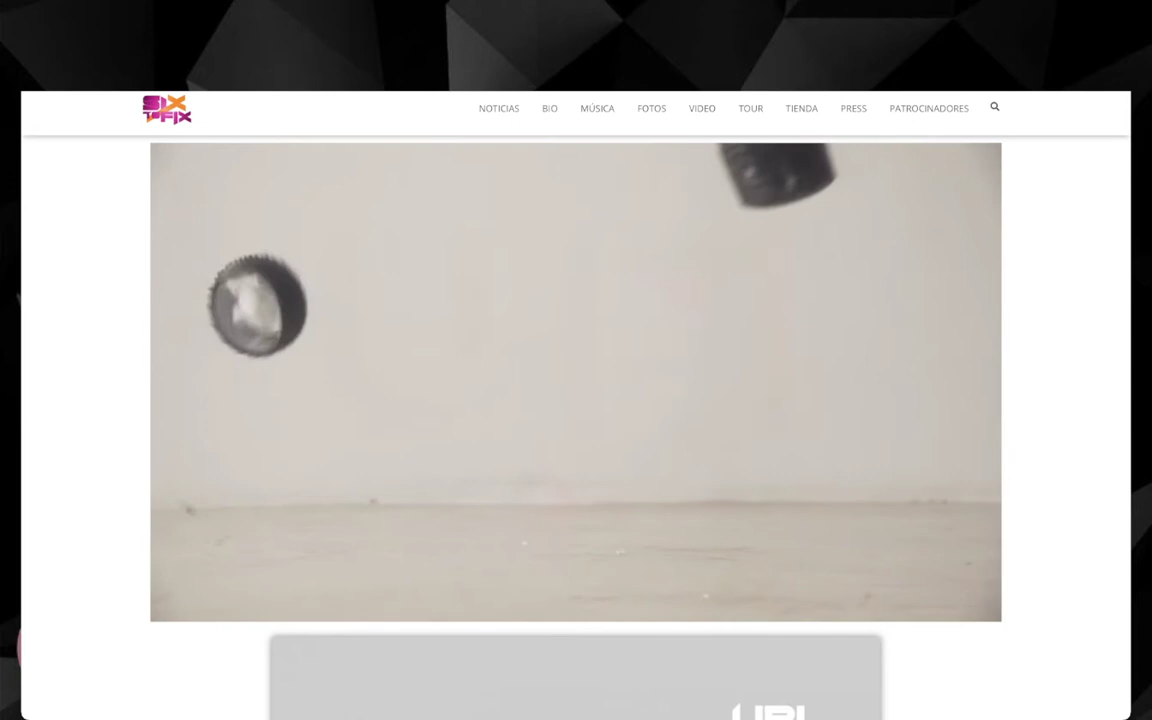 SIX
TO FIX
NOTICIAS BIO MÚSICA FOTOS VIDEO TOUR TIENDA PRESS PATROCINADORES